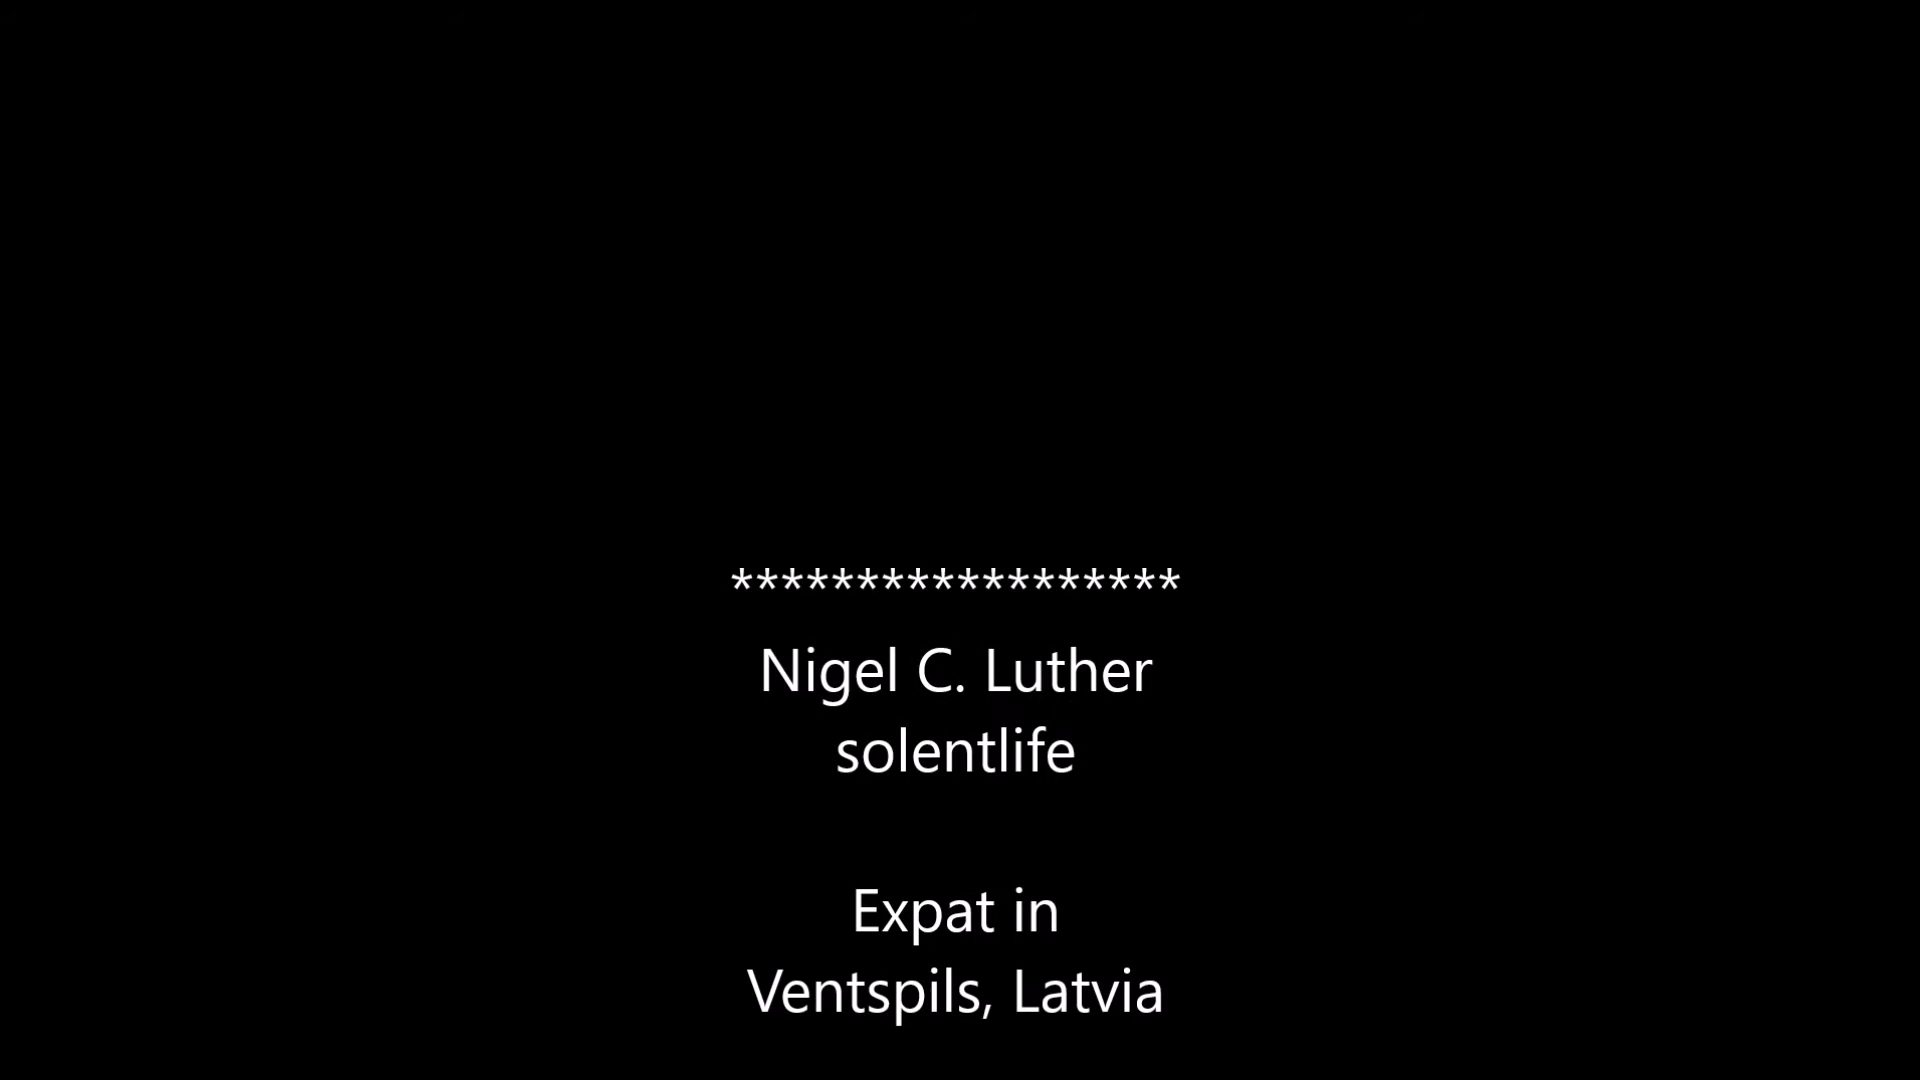 ******************
Nigel C. Luther
solentlife
Expat in
Ventspils, Latvia